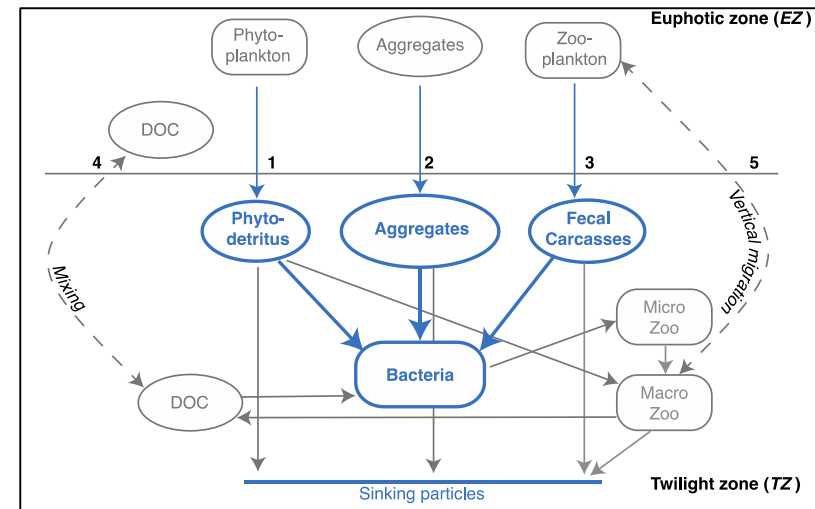 Euphotic zone (EZ)
Phyto-
plankton
Aggregates
Zoo-
plankton
DOC
4
1
2
3
5
Phyto-
detritus
Aggregates
Fecal
Carcasses
Vertical migration
Mixing
Micro
Zoo
Bacteria
DOC
Macro
Zoo
Twilight zone (TZ)
Sinking particles